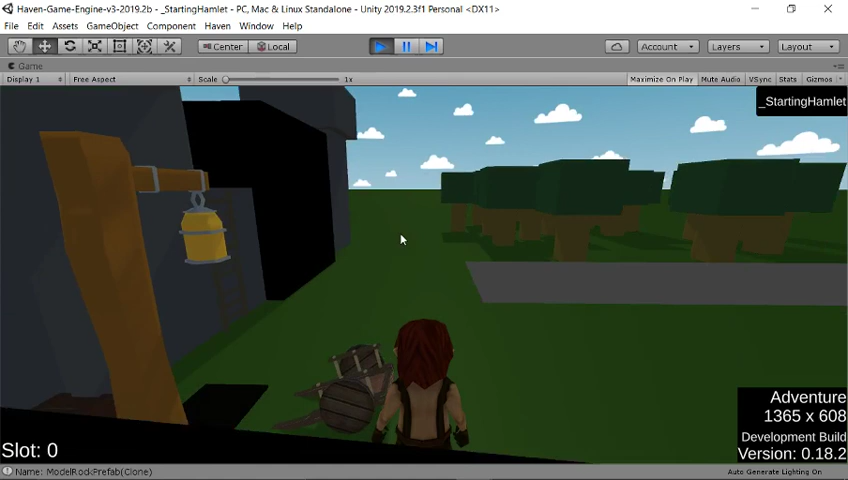 Haven-Game-Engine-v3-2019.2b - _StartingHamlet - PC, Mac & Linux Standalone - Unity 2019.2.3f1 Personal <DX11>
File Edit Assets GameObject Component Haven Window Help
Center Local Account Layers Layout
Game
Display 1 Free Aspect Scale 1x Maximize On Play Mute Audio VSync Stats Gizmos
_StartingHamlet
Adventure
1365 x 608
Development Build
Slot: 0
Version: 0.18.2
Name: ModelRockPrefab(Clone) Auto Generate Lighting On